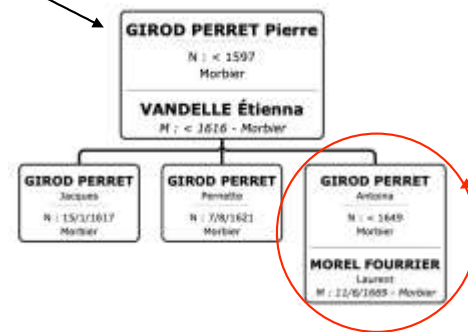 GIROD PERRET Pierre
N : < 1597
Morbier
VANDELLE Étienna
M : < 1616 - Morbier
GIROD PERRET
Jacques
N : 15/1/1617
Morbier
GIROD PERRET
Pernette
N : 7/8/1621
Morbier
GIROD PERRET
Antoina
N : < 1649
Morbier
MOREL FOURRIER
Laurent
M : 11/6/1669 - Morbier